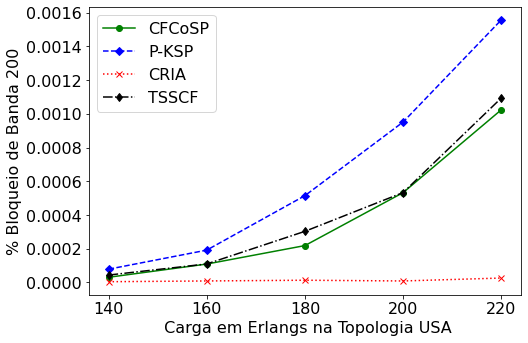 % Bloqueio de Banda 200
0.0016
0.0014
0.0012
0.0010
0.0008
0.0006
0.0004
0.0002
0.0000
CFCoSP
P-KSP
CRIA
TSSCF
140 160 180 200 220
Carga em Erlangs na Topologia USA